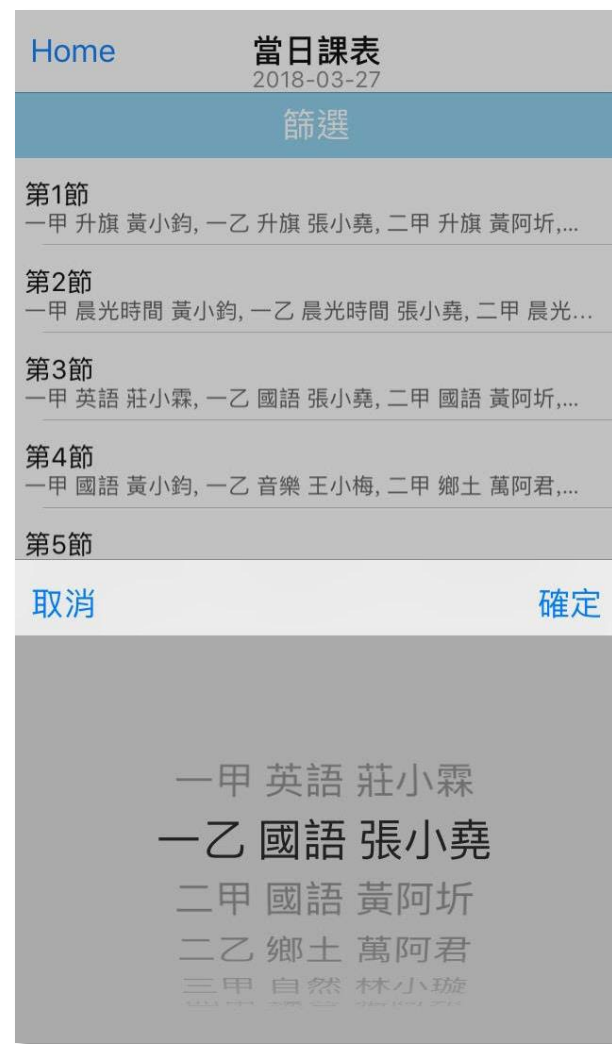 Home
當日課表
2018-03-27
篩選
第1節
一甲 升旗 黃小鈞, 一乙 升旗 張小堯, 二甲 升旗 黃阿圻,...
第2節
一甲 晨光時間 黃小鈞, 一乙 晨光時間 張小堯, 二甲 晨光...
第3節
一甲 英語 莊小霖, 一乙 國語 張小堯, 二甲 國語 黃阿圻,...
第4節
一甲 國語 黃小鈞, 一乙 音樂 王小梅, 二甲 鄉土 萬阿君,...
第5節
取消 確定
一甲 英語 莊小霖
一乙 國語 張小堯
二甲 國語 黃阿圻
二乙 鄉土 萬阿君
三甲 自然 林小璇